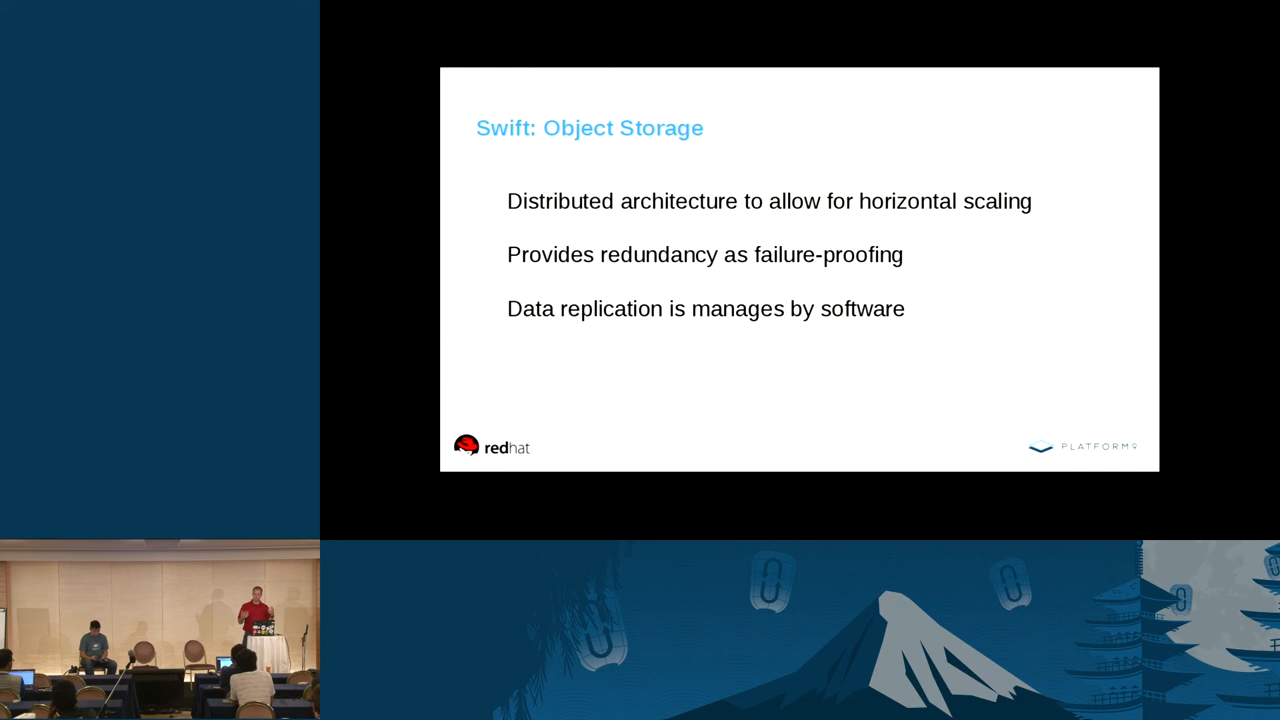 Swift: Object Storage
Distributed architecture to allow for horizontal scaling
Provides redundancy as failure-proofing
Data replication is manages by software
redhat
PLATFORM9